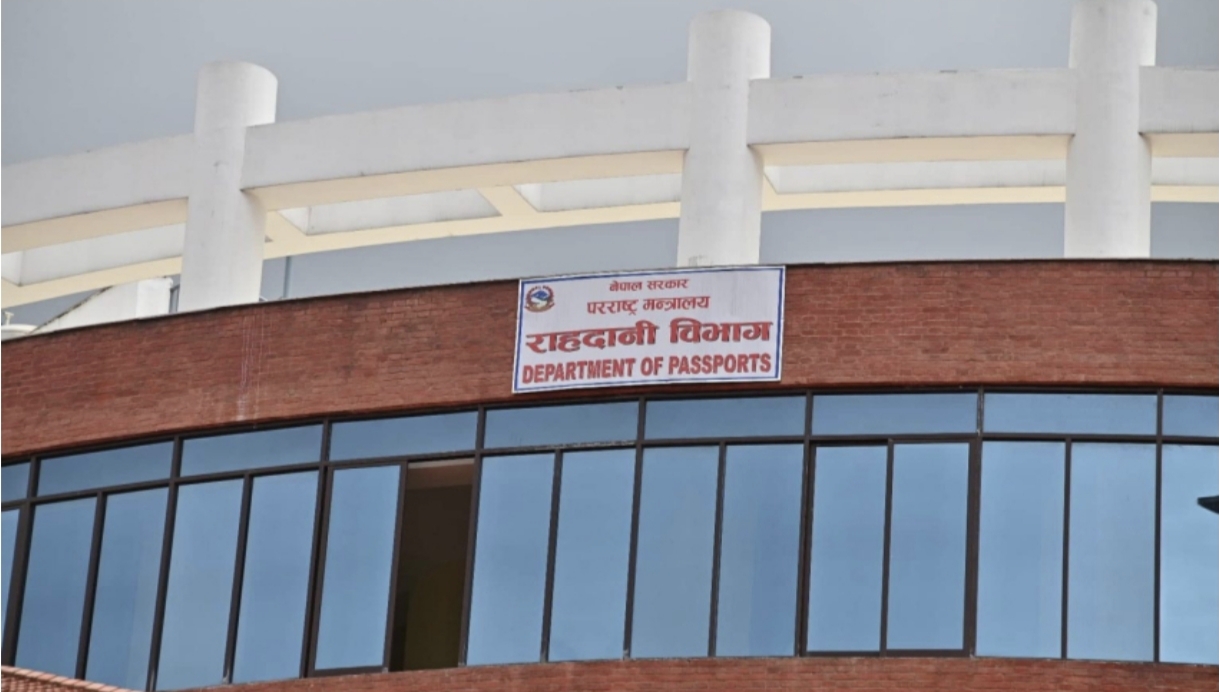 नेपाल सरकार
परराष्ट्र मन्त्रालय
राहदानी विभाग
DEPARTMENT OF PASSPORTS